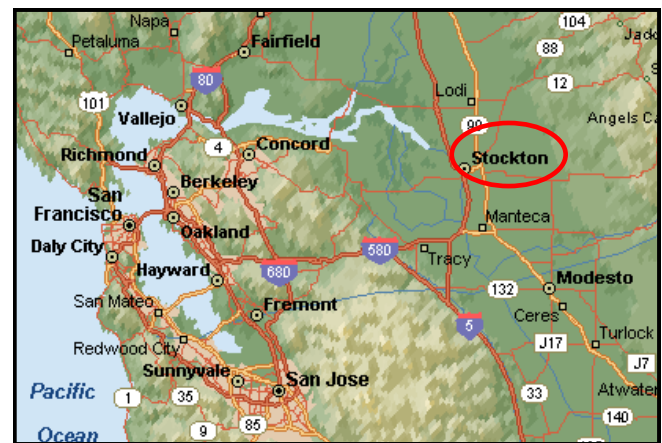 Napa
104
Jack
Petaluma
Fairfield
88
80
12
Lodi
101
Vallejo
99
Angels Ca
4
Concord
Richmond
Stockton
Berkeley
San
Francisco
Oakland
Manteca
Daly City
580
Tracy
Hayward
680
Modesto
132
San Mateo
Fremont
Ceres
5
Turlock
Redwood City
J17
Sunnyvale
San Jose
J7
Pacific
Ocean
1
35
33
Atwater
140
9
85